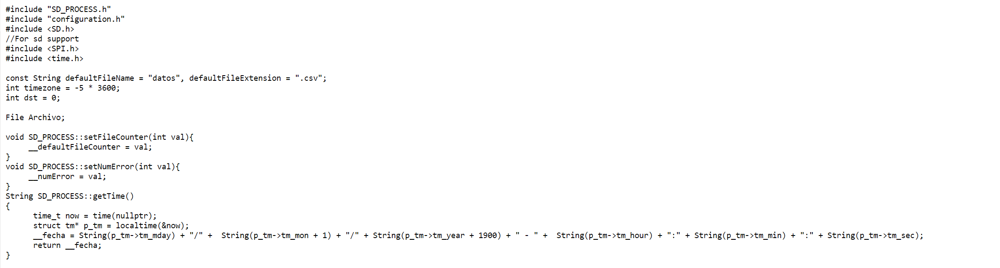 #include "SD_PROCESS.h"
#include "configuration.h"
#include <SD.h>
//For sd support
#include <SPI.h>
#include <time.h>

const String defaultFileName = "datos", defaultFileExtension = ".csv";
int timezone = -5 * 3600;
int dst = 0;

File Archivo;

void SD_PROCESS::setFileCounter(int val){
     __defaultFileCounter = val;
}
void SD_PROCESS::setNumError(int val){
     __numError = val;
}
String SD_PROCESS::getTime()
{
      time_t now = time(nullptr);
      struct tm* p_tm = localtime(&now);
      __fecha = String(p_tm->tm_mday) + "/" +  String(p_tm->tm_mon + 1) + "/" + String(p_tm->tm_year + 1900) + " - " +  String(p_tm->tm_hour) + ":" + String(p_tm->tm_min) + ":" + String(p_tm->tm_sec);
      return __fecha;
}